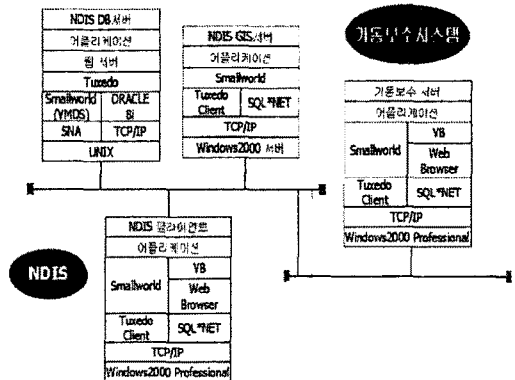 NDIS DB서버
어플리케이션
웹 서버
Tuxedo
Smallworld (VMDS)
ORACLE 8i
SNA
TCP/IP
UNIX
NDIS GIS서버
어플리케이션
Smallworld
Tuxedo Client
SQL*NET
TCP/IP
Windows2000 서버
기동보수시스템
기동보수 서버
어플리케이션
Smallworld
VB
Web Browser
Tuxedo Client
SQL*NET
TCP/IP
Windows2000 Professional
NDIS
NDIS 클라이언트
어플리케이션
Smallworld
VB
Web Browser
Tuxedo Client
SQL*NET
TCP/IP
Windows2000 Professional